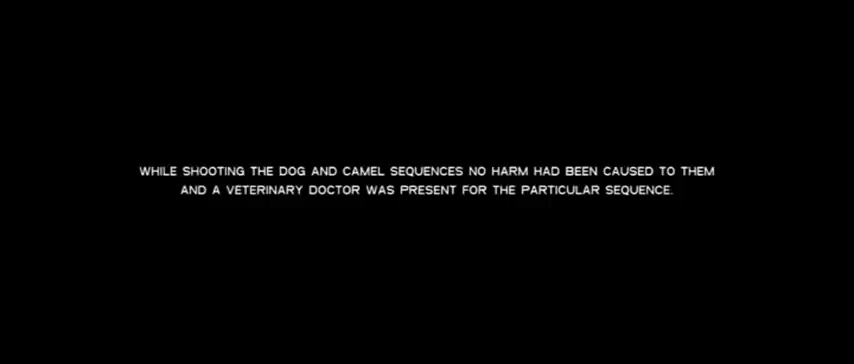 WHILE SHOOTING THE DOG AND CAMEL SEQUENCES NO HARM HAD BEEN CAUSED TO THEM
AND A VETERINARY DOCTOR WAS PRESENT FOR THE PARTICULAR SEQUENCE.